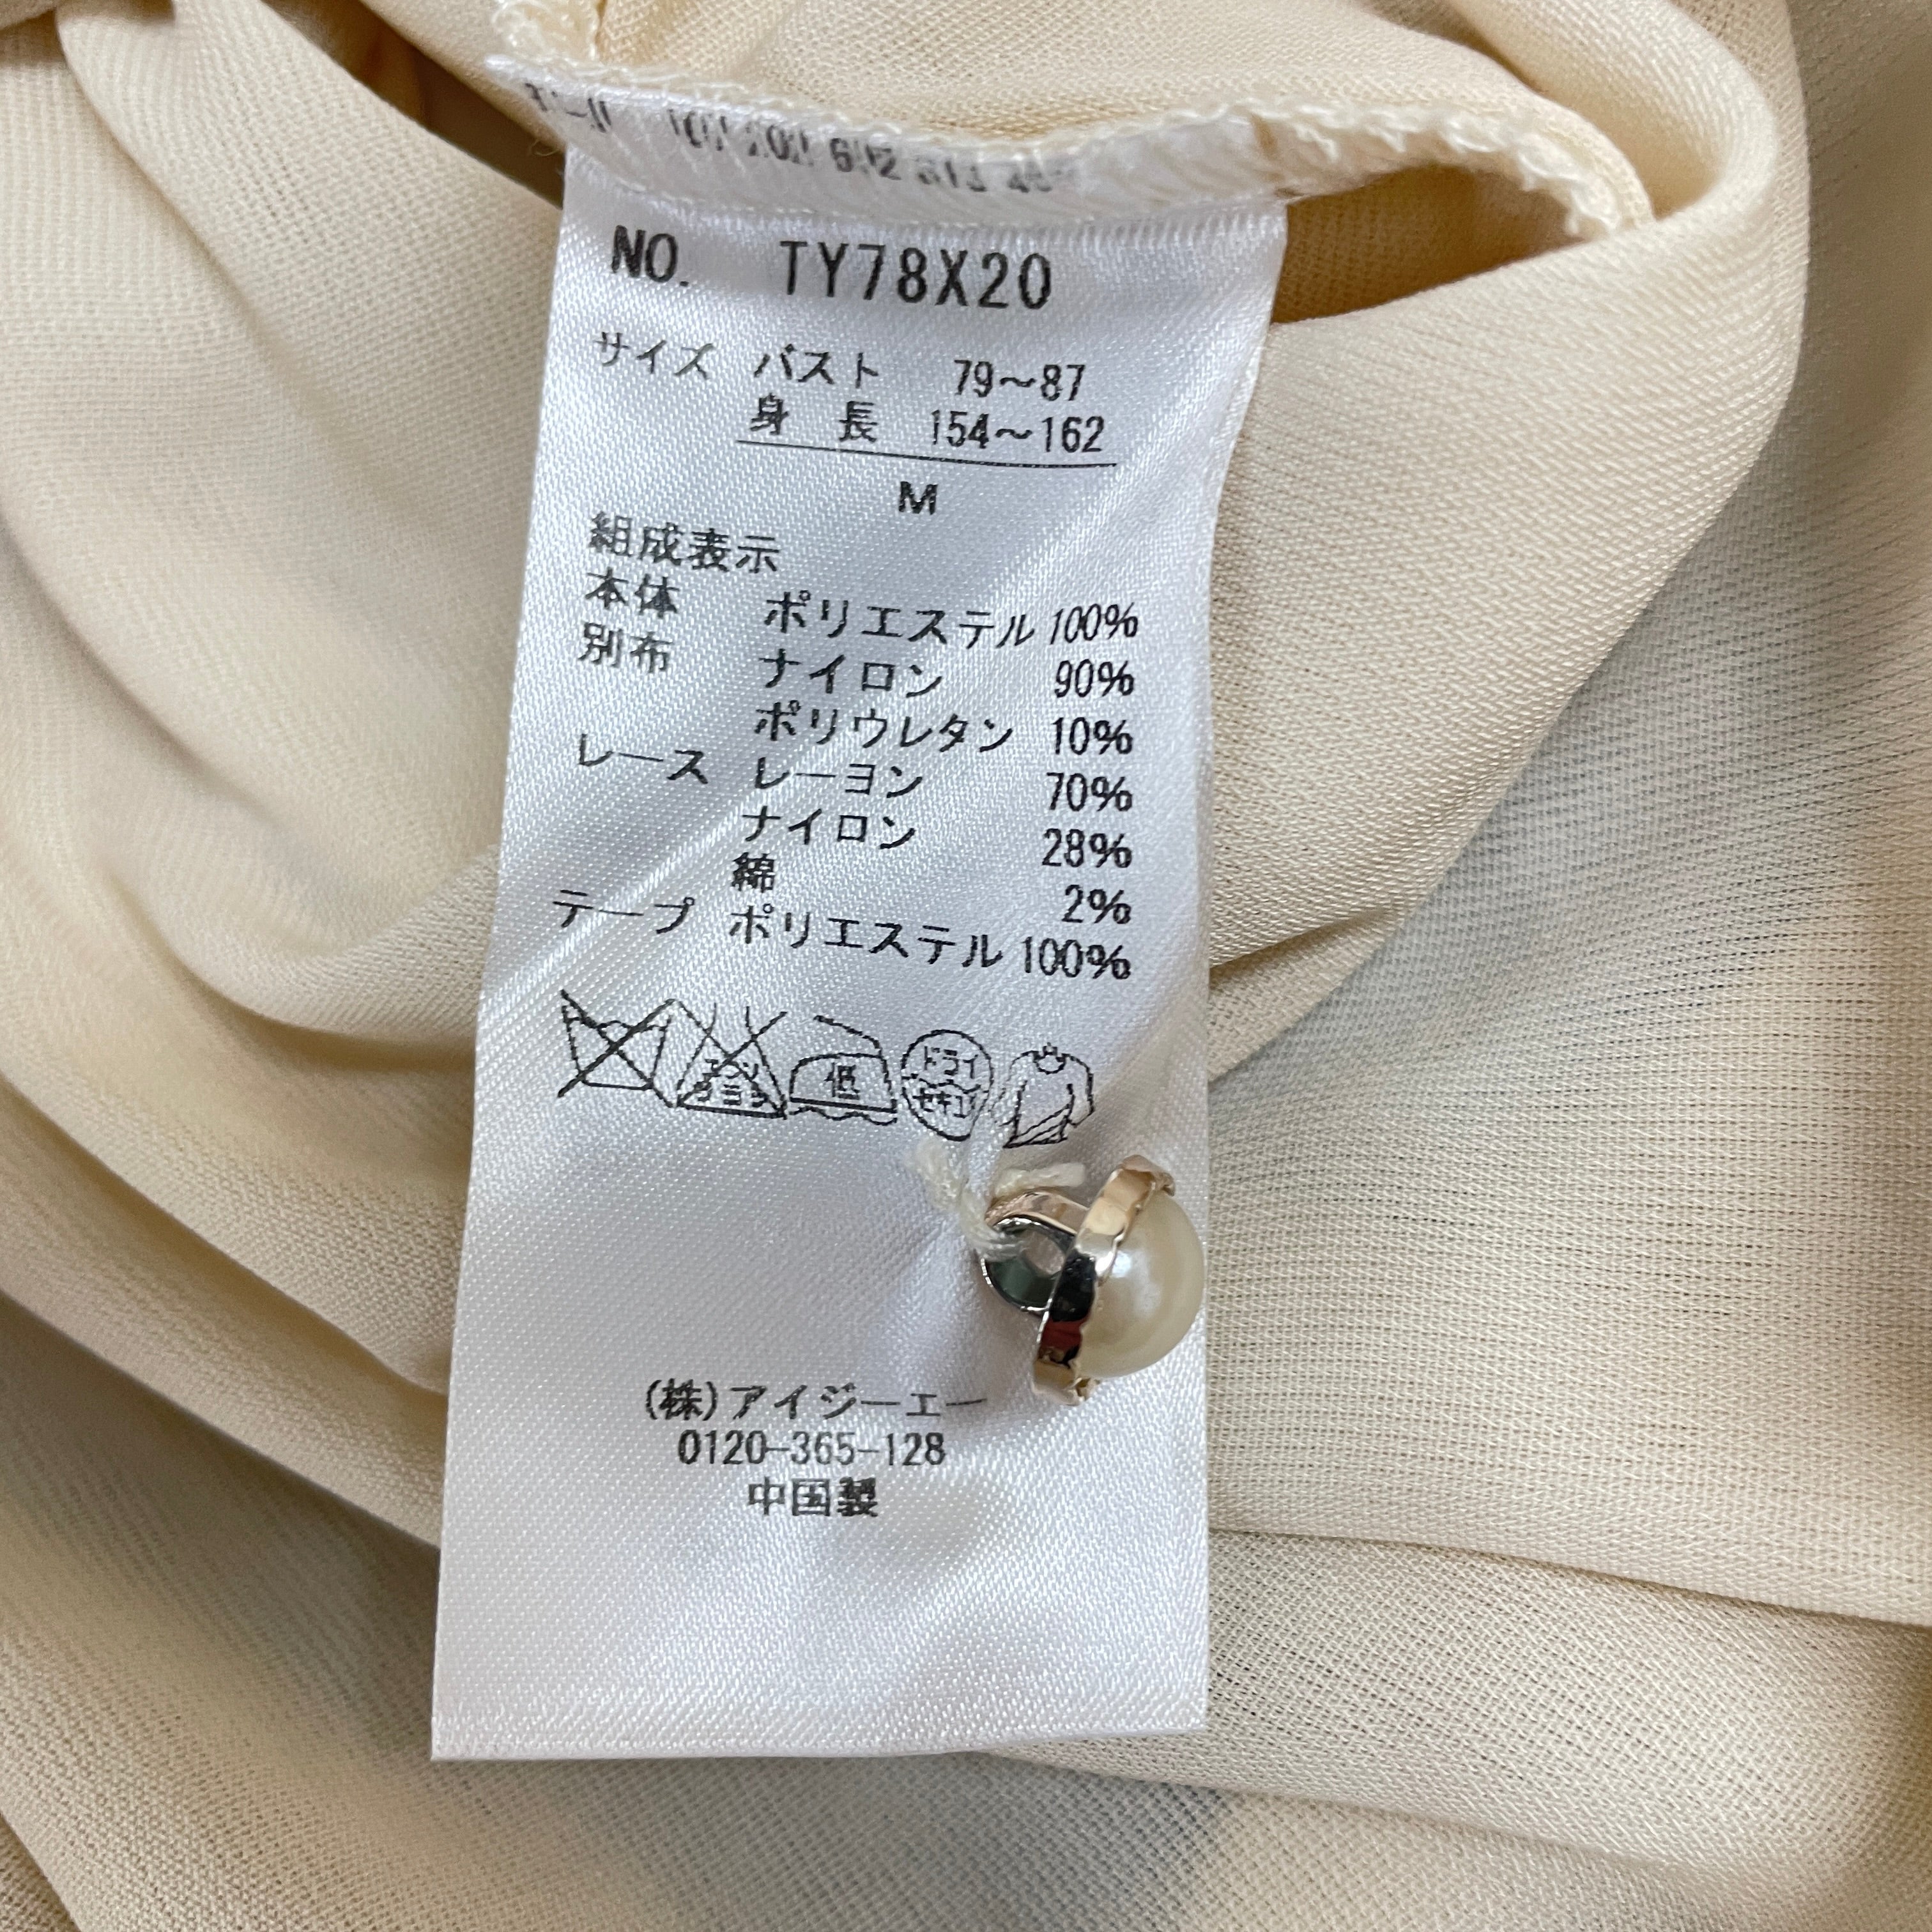 NO. TY78X20
サイズ バスト 79～87
身 長 154～162
M
組成表示
本体 ポリエステル 100%
別布 ナイロン 90%
ポリウレタン 10%
レース レーヨン 70%
ナイロン 28%
綿 2%
テープ ポリエステル 100%
低 ドライ
(株)アイジーエー
0120-365-128
中国製